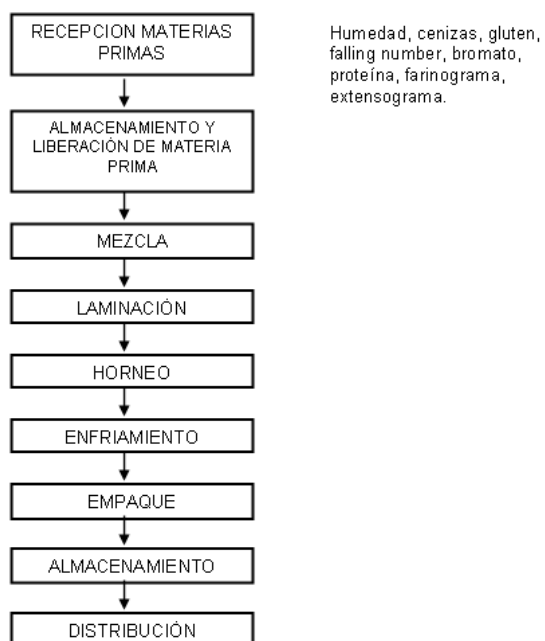 RECEPCION MATERIAS
PRIMAS
Humedad, cenizas, gluten,
falling number, bromato,
proteína, farinograma,
extensograma.
ALMACENAMIENTO Y
LIBERACIÓN DE MATERIA
PRIMA
MEZCLA
LAMINACIÓN
HORNEO
ENFRIAMIENTO
EMPAQUE
ALMACENAMIENTO
DISTRIBUCIÓN